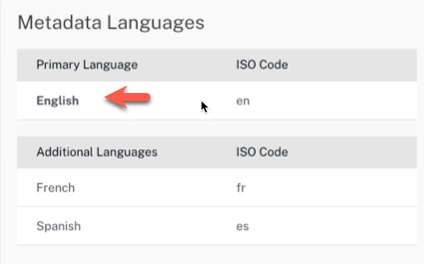 Metadata Languages
Primary Language ISO Code
English en
Additional Languages ISO Code
French fr
Spanish es